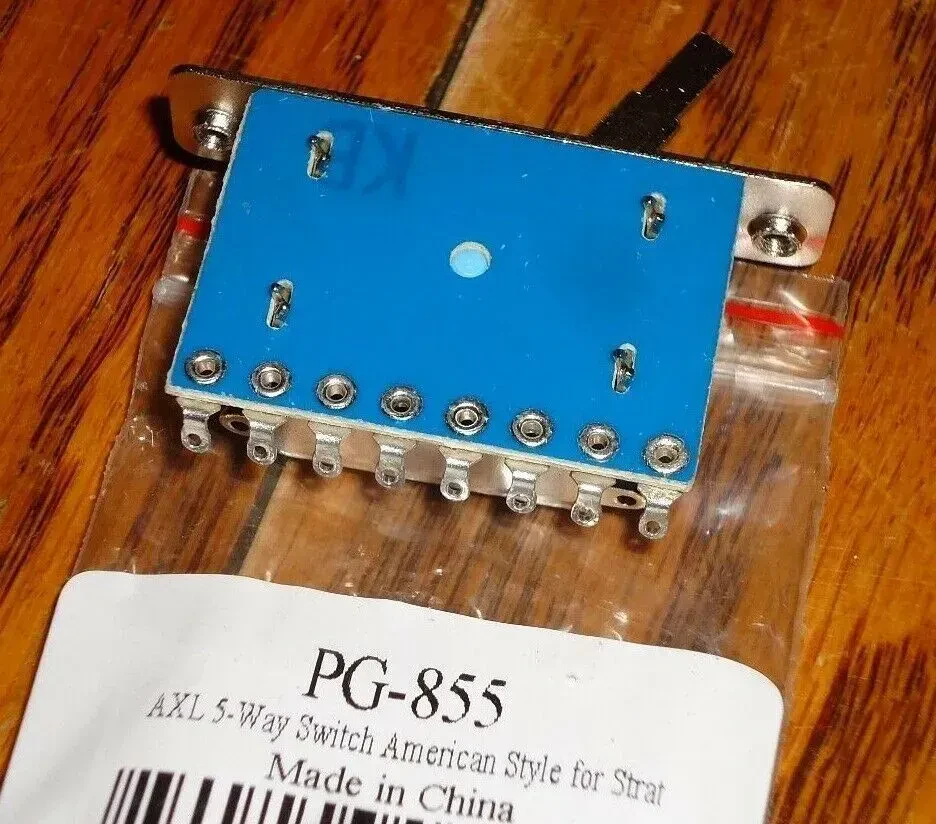 KB
PG-855
AXL 5-Way Switch American Style for Strat
Made in China